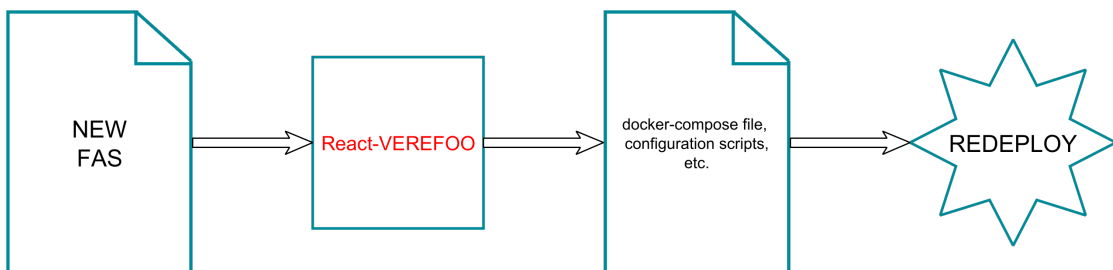 NEW
FAS
React-VEREFOO
docker-compose file,
configuration scripts,
etc.
REDEPLOY